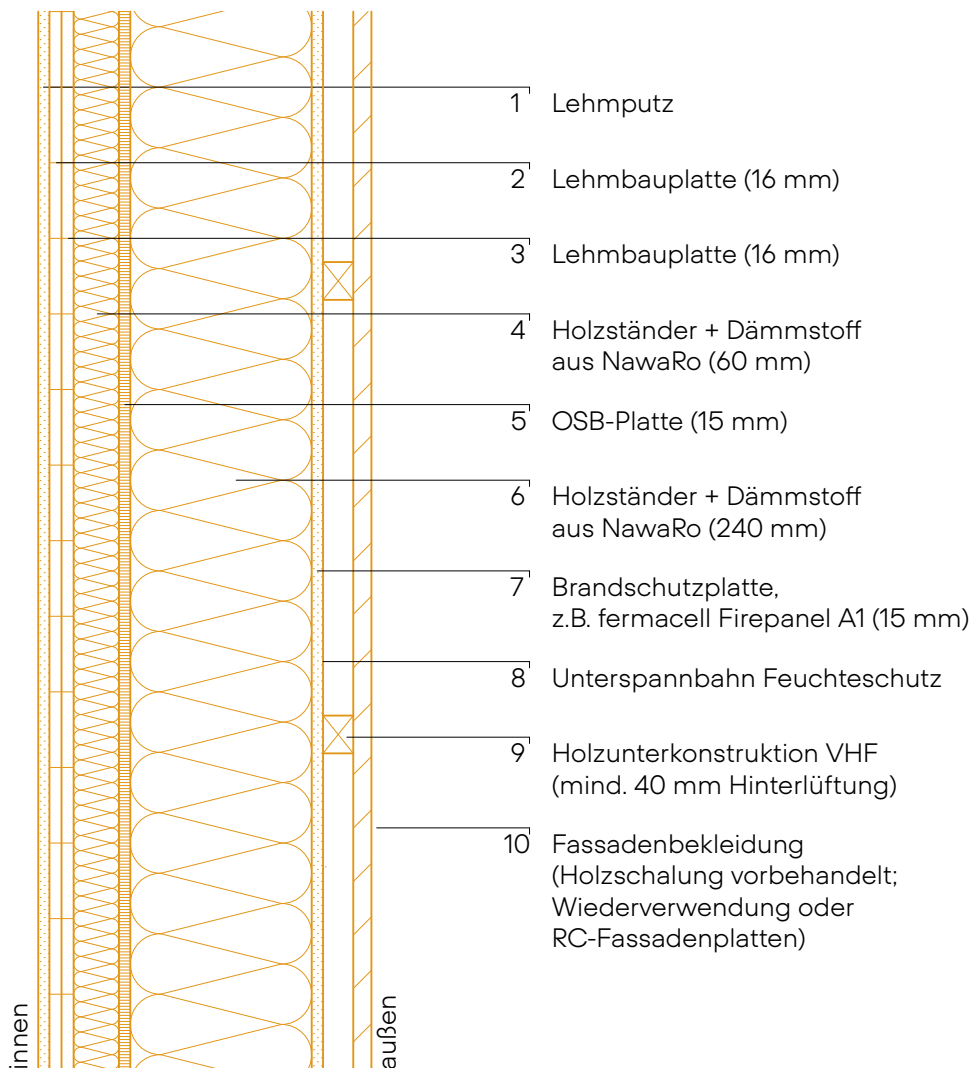 1 Lehmputz
2 Lehmbauplatte (16 mm)
3 Lehmbauplatte (16 mm)
4 Holzständer + Dämmstoff
aus NawaRo (60 mm)
5 OSB-Platte (15 mm)
6 Holzständer + Dämmstoff
aus NawaRo (240 mm)
7 Brandschutzplatte,
z.B. fermacell Firepanel A1 (15 mm)
8 Unterspannbahn Feuchteschutz
9 Holzunterkonstruktion VHF
(mind. 40 mm Hinterlüftung)
10 Fassadenbekleidung
(Holzschalung vorbehandelt;
Wiederverwendung oder
RC-Fassadenplatten)
innen
außen